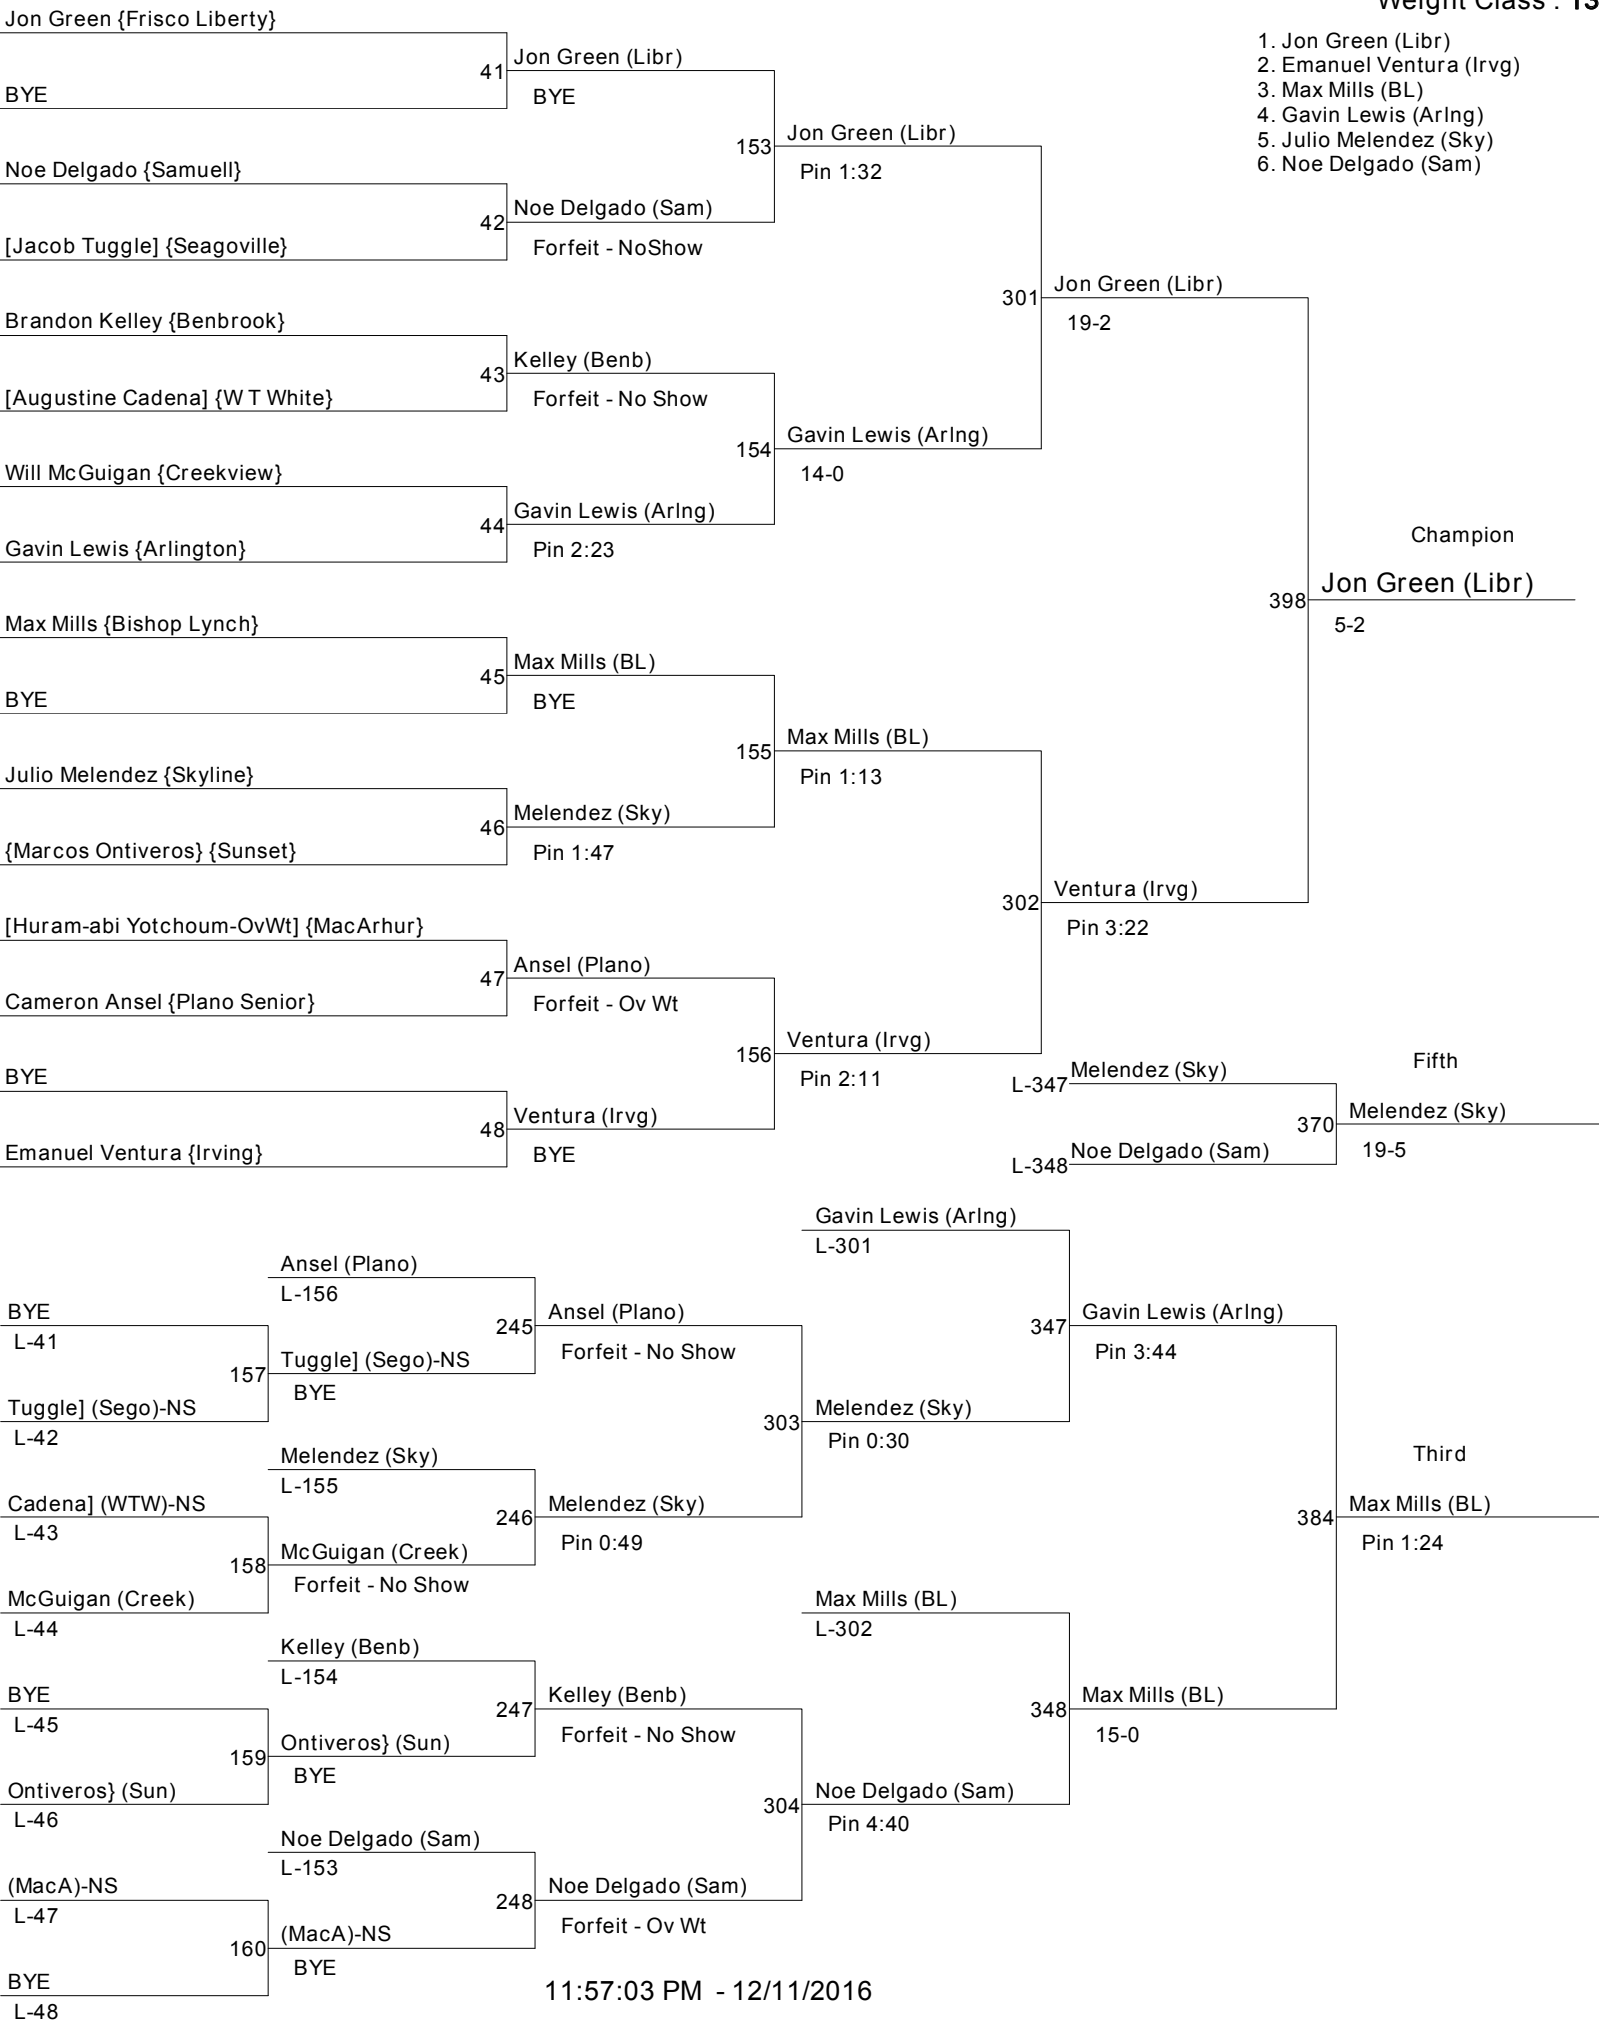 Weight Class : 13
1. Jon Green (Libr)
2. Emanuel Ventura (Irvg)
3. Max Mills (BL)
4. Gavin Lewis (Arlng)
5. Julio Melendez (Sky)
6. Noe Delgado (Sam)
Jon Green {Frisco Liberty}
BYE
41
Jon Green (Libr)
BYE
Noe Delgado {Samuell}
[Jacob Tuggle] {Seagoville}
42
Noe Delgado (Sam)
Forfeit - NoShow
153
Jon Green (Libr)
Pin 1:32
Brandon Kelley {Benbrook}
[Augustine Cadena] {W T White}
43
Kelley (Benb)
Forfeit - No Show
Will McGuigan {Creekview}
Gavin Lewis {Arlington}
44
Gavin Lewis (Arlng)
Pin 2:23
154
Gavin Lewis (Arlng)
14-0
301
Jon Green (Libr)
19-2
Max Mills {Bishop Lynch}
BYE
45
Max Mills (BL)
BYE
Julio Melendez {Skyline}
{Marcos Ontiveros} {Sunset}
46
Melendez (Sky)
Pin 1:47
155
Max Mills (BL)
Pin 1:13
[Huram-abi Yotchoum-OvWt] {MacArhur}
Cameron Ansel {Plano Senior}
47
Ansel (Plano)
Forfeit - Ov Wt
BYE
Emanuel Ventura {Irving}
48
Ventura (Irvg)
BYE
156
Ventura (Irvg)
Pin 2:11
302
Ventura (Irvg)
Pin 3:22
Champion
398
Jon Green (Libr)
5-2
Fifth
L-347
Melendez (Sky)
L-348
Noe Delgado (Sam)
370
Melendez (Sky)
19-5
BYE
L-41
Tuggle] (Sego)-NS
L-42
157
Ansel (Plano)
L-156
Tuggle] (Sego)-NS
BYE
245
Ansel (Plano)
Forfeit - No Show
Cadena] (WTW)-NS
L-43
McGuigan (Creek)
L-44
158
Melendez (Sky)
L-155
McGuigan (Creek)
Forfeit - No Show
246
Melendez (Sky)
Pin 0:49
303
Gavin Lewis (Arlng)
L-301
Melendez (Sky)
Pin 0:30
347
Gavin Lewis (Arlng)
Pin 3:44
BYE
L-45
Ontiveros} (Sun)
L-46
159
Kelley (Benb)
L-154
Ontiveros} (Sun)
BYE
247
Kelley (Benb)
Forfeit - No Show
(MacA)-NS
L-47
BYE
L-48
160
Noe Delgado (Sam)
L-153
(MacA)-NS
BYE
248
Noe Delgado (Sam)
Forfeit - Ov Wt
304
Max Mills (BL)
L-302
Noe Delgado (Sam)
Pin 4:40
348
Max Mills (BL)
15-0
Third
384
Max Mills (BL)
Pin 1:24
11:57:03 PM - 12/11/2016